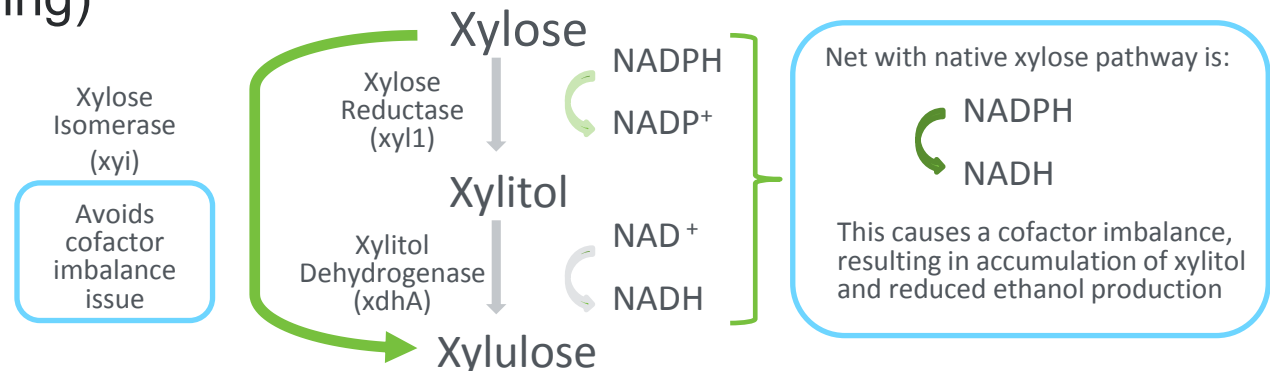 ing)
Xylose
Isomerase
(xyi)
Avoids
cofactor
imbalance
issue
Xylose
Xylose
Reductase
(xyl1)
NADPH
NADP+
Xylitol
Xylitol
Dehydrogenase
(xdhA)
NAD +
NADH
Xylulose
Net with native xylose pathway is:
NADPH
NADH
This causes a cofactor imbalance,
resulting in accumulation of xylitol
and reduced ethanol production